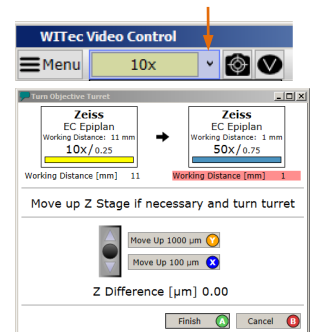 WITec Video Control
Menu 10x V
Turn Objective Turret
Zeiss
EC Epiplan
Working Distance: 11 mm
10x/0.25
Zeiss
EC Epiplan
Working Distance: 1 mm
50x/0.75
Working Distance [mm] 11
Working Distance [mm] 1
Move up Z Stage if necessary and turn turret
Move Up 1000 µm Y
Move Up 100 µm X
Z Difference [µm] 0.00
Finish A Cancel B